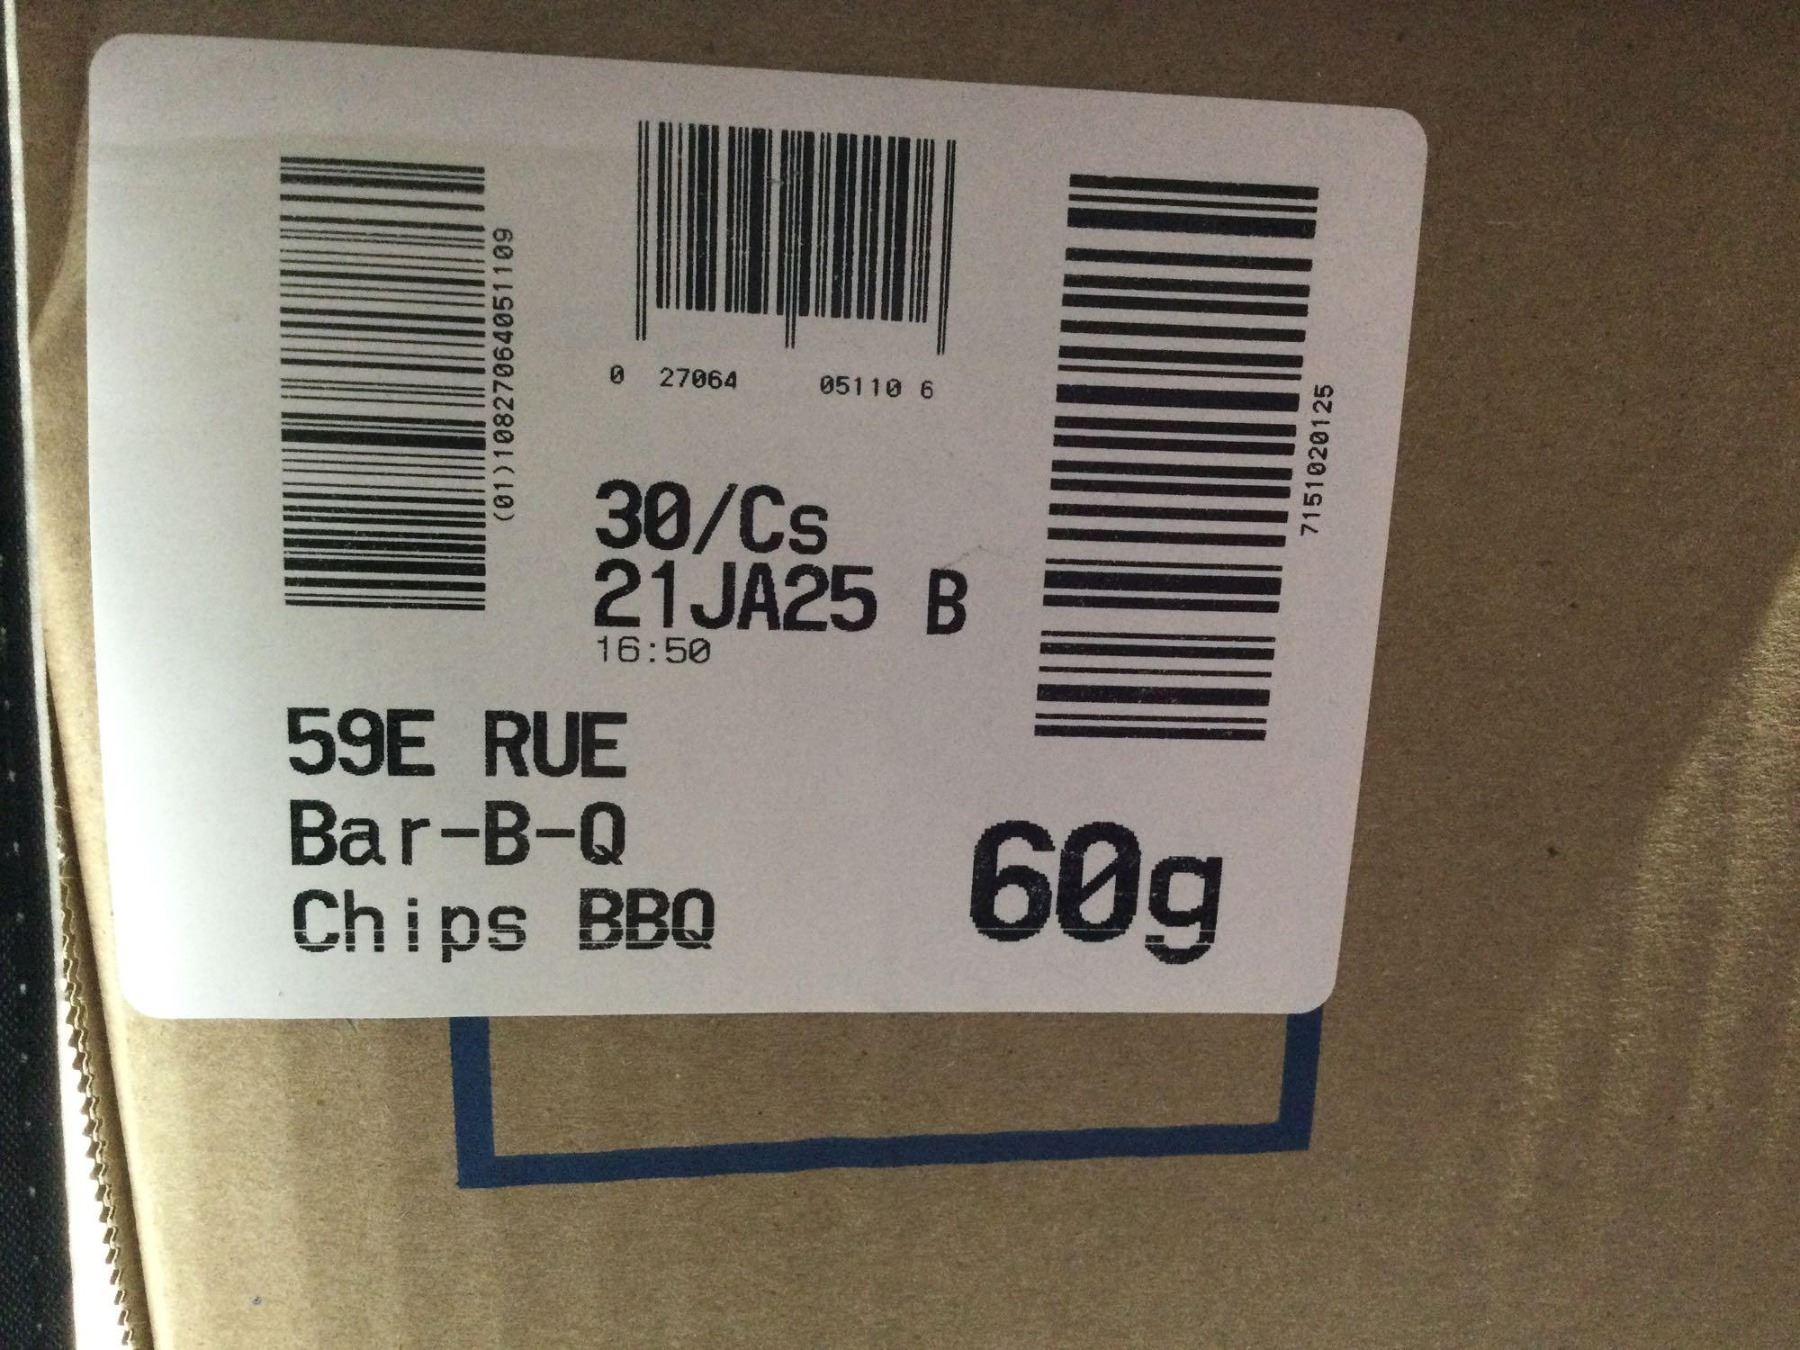 (01)10827064051109
0 27064 05110 6
7151020125
30/Cs
21JA25 B
16:50
59E RUE
Bar-B-Q
Chips BBQ
60g